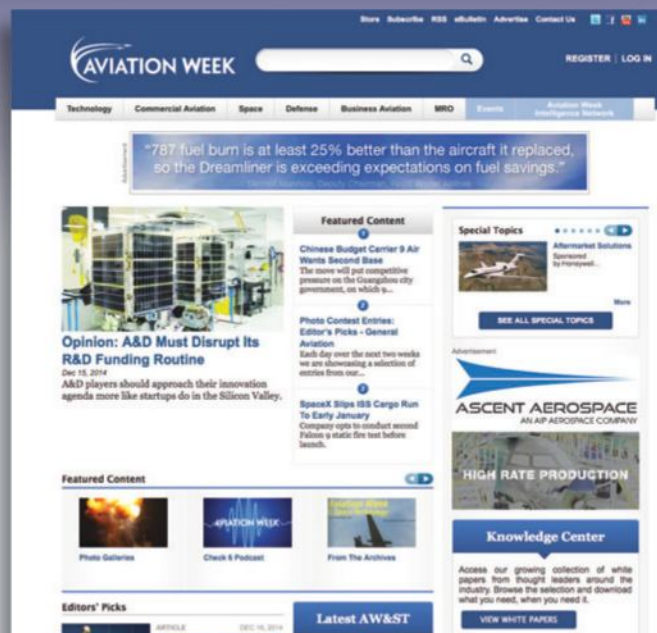 Store Subscribe RSS eBulletin Advertise Contact Us
AVIATION WEEK
REGISTER | LOG IN
Technology Commercial Aviation Space Defense Business Aviation MRO Events Aviation Week
Intelligence Network
Advertisement
"787 fuel burn is at least 25% better than the aircraft it replaced,
so the Dreamliner is exceeding expectations on fuel savings."
Opinion: A&D Must Disrupt Its
R&D Funding Routine
Dec 15, 2014
A&D players should approach their innovation
agenda more like startups do in the Silicon Valley.
Featured Content
1
Chinese Budget Carrier 9 Air
Wants Second Base
The move will put competitive
pressure on the Guangzhou city
government, on which 9...
2
Photo Contest Entries:
Editor's Picks - General
Aviation
Each day over the next two weeks
we are showcasing a selection of
entries from our...
3
SpaceX Slips ISS Cargo Run
To Early January
Company opts to conduct second
Falcon 9 static fire test before
launch.
Special Topics
Aftermarket Solutions
Sponsored
by Honeywell...
More
SEE ALL SPECIAL TOPICS
Advertisement
ASCENT AEROSPACE
AN AIP AEROSPACE COMPANY
HIGH RATE PRODUCTION
Featured Content
AVIATION WEEK
Aviation Week
& Space Technology
Photo Galleries
Check 6 Podcast
From The Archives
Knowledge Center
Access our growing collection of white
papers from thought leaders around the
industry. Browse the selection and download
what you need, when you need it.
VIEW WHITE PAPERS
Editors' Picks
ARTICLE DEC 16, 2014
Latest AW&ST